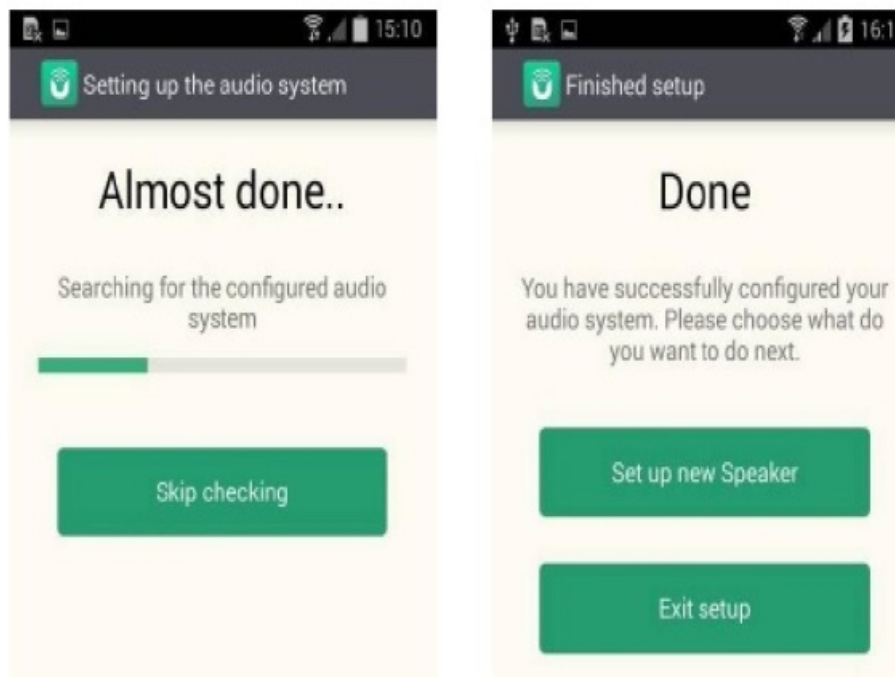 15:10
Setting up the audio system
Almost done..
Searching for the configured audio
system
Skip checking
16:1
Finished setup
Done
You have successfully configured your
audio system. Please choose what do
you want to do next.
Set up new Speaker
Exit setup